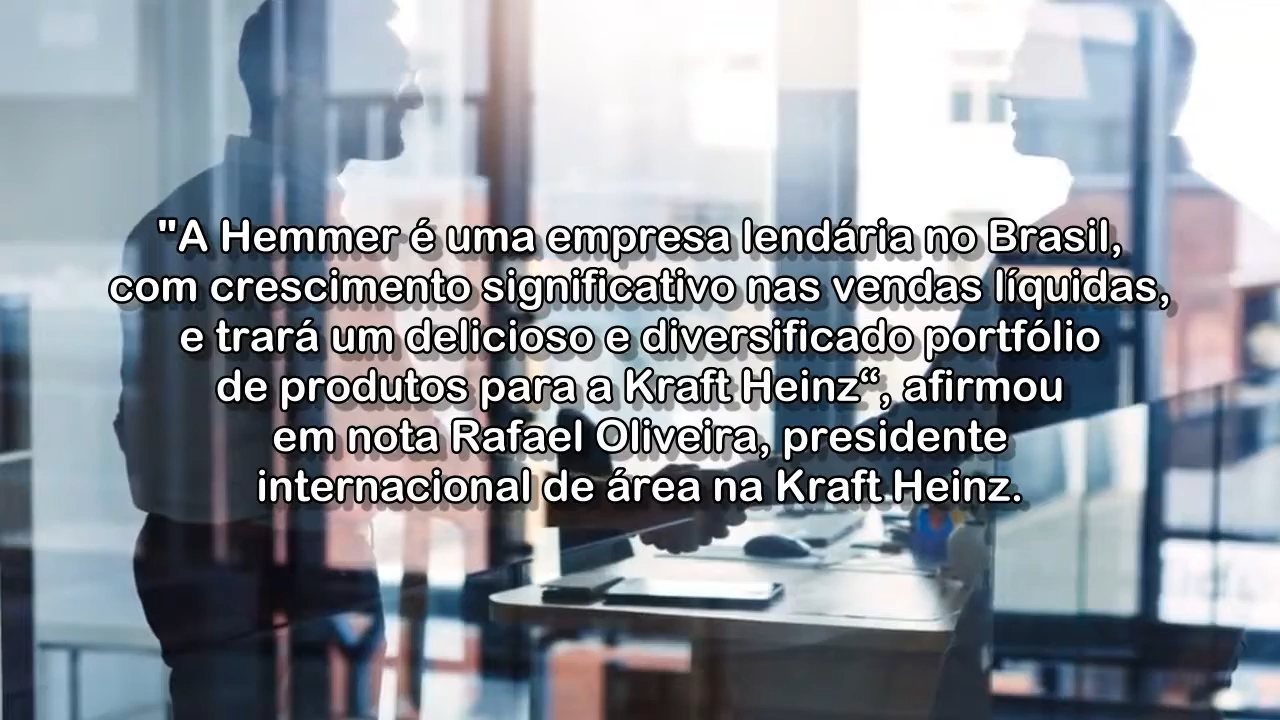 "A Hemmer é uma empresa lendária no Brasil,
com crescimento significativo nas vendas líquidas,
e trará um delicioso e diversificado portfólio
de produtos para a Kraft Heinz“, afirmou
em nota Rafael Oliveira, presidente
internacional de área na Kraft Heinz.